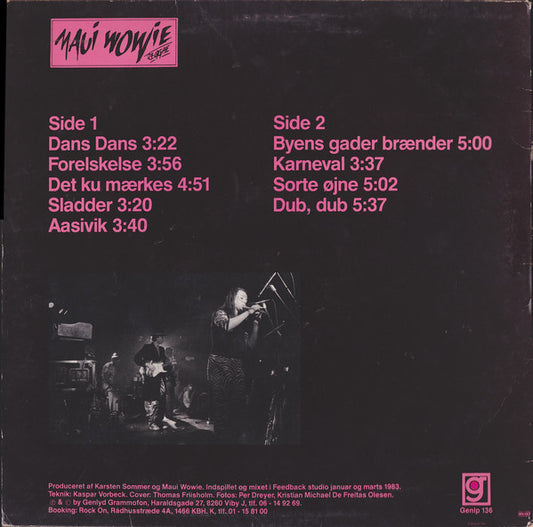 MAUI WOWIE
REGGAE
Side 1
Dans Dans 3:22
Forelskelse 3:56
Det ku mærkes 4:51
Sladder 3:20
Aasivik 3:40
Side 2
Byens gader brænder 5:00
Karneval 3:37
Sorte øjne 5:02
Dub, dub 5:37
Produceret af Karsten Sommer og Maui Wowie. Indspillet og mixet i Feedback studio januar og marts 1983.
Teknik: Kaspar Vorbeck. Cover: Thomas Friisholm. Fotos: Per Dreyer, Kristian Michael De Freitas Olesen.
℗ & © by Genlyd Grammofon, Haraldsgade 27, 8260 Viby J, tlf. 06 - 14 92 69.
Booking: Rock On, Rådhusstræde 4A, 1466 KBH. K, tlf. 01 - 15 81 00
g
Genlp 136